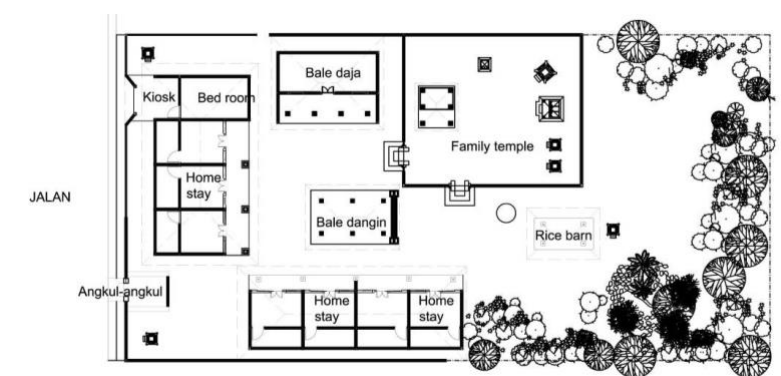 Bale daja
Kiosk
Bed room
Family temple
Home
stay
JALAN
Bale dangin
Rice barn
Angkul-angkul
Home
stay
Home
stay